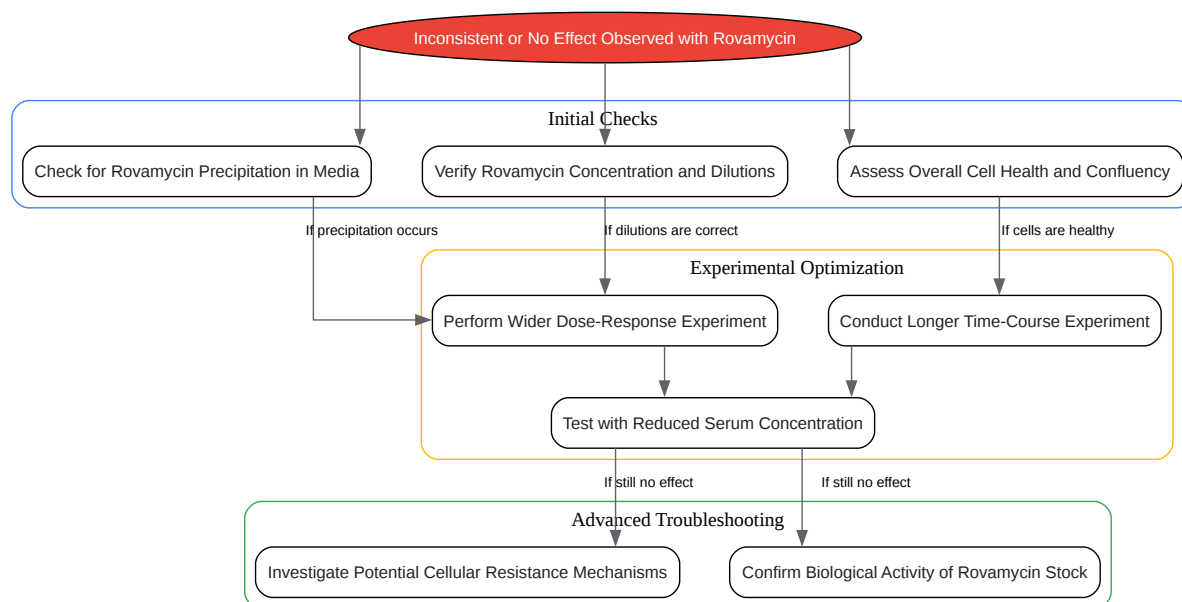 Inconsistent or No Effect Observed with Rovamycin
Initial Checks
Check for Rovamycin Precipitation in Media
Verify Rovamycin Concentration and Dilutions
Assess Overall Cell Health and Confluency
If precipitation occurs
If dilutions are correct
If cells are healthy
Experimental Optimization
Perform Wider Dose-Response Experiment
Conduct Longer Time-Course Experiment
Test with Reduced Serum Concentration
If still no effect
If still no effect
Advanced Troubleshooting
Investigate Potential Cellular Resistance Mechanisms
Confirm Biological Activity of Rovamycin Stock